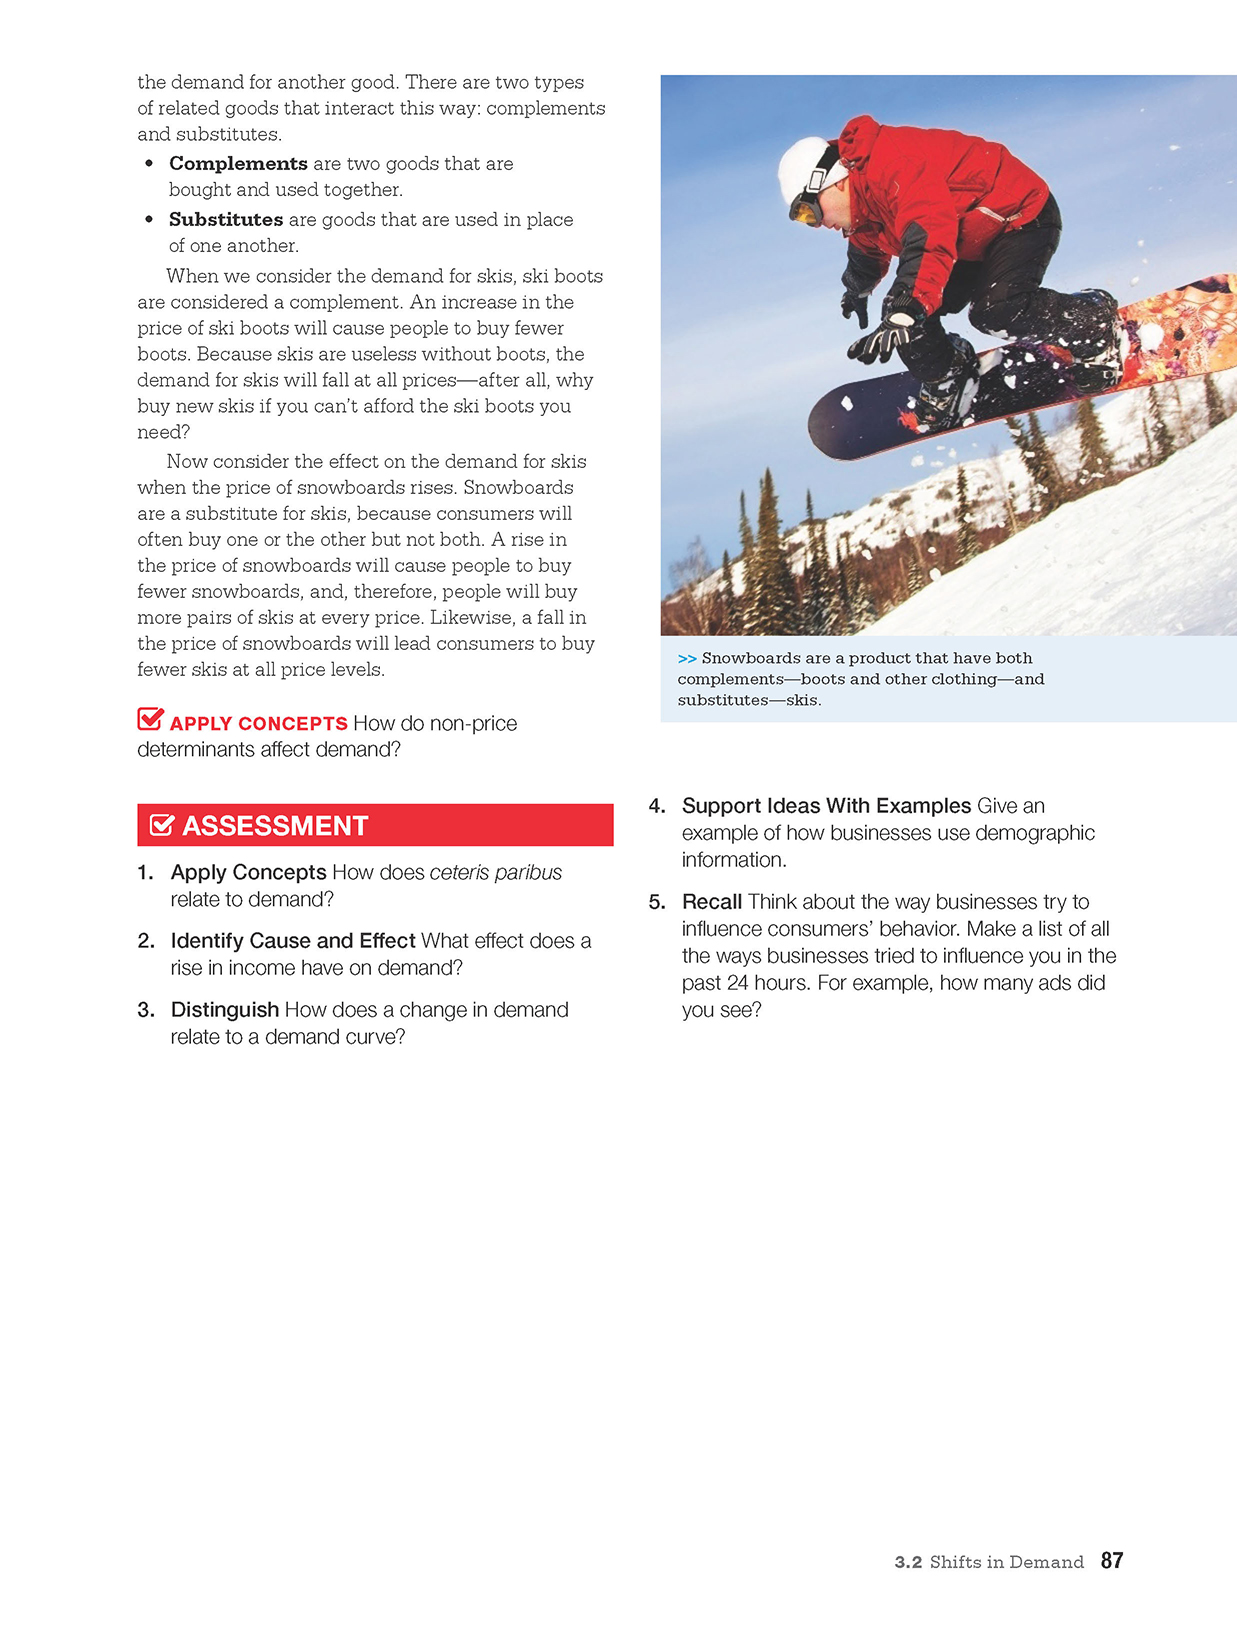 the demand for another good. There are two types
of related goods that interact this way: complements
and substitutes.
• Complements are two goods that are
bought and used together.
• Substitutes are goods that are used in place
of one another.
When we consider the demand for skis, ski boots
are considered a complement. An increase in the
price of ski boots will cause people to buy fewer
boots. Because skis are useless without boots, the
demand for skis will fall at all prices—after all, why
buy new skis if you can’t afford the ski boots you
need?
Now consider the effect on the demand for skis
when the price of snowboards rises. Snowboards
are a substitute for skis, because consumers will
often buy one or the other but not both. A rise in
the price of snowboards will cause people to buy
fewer snowboards, and, therefore, people will buy
more pairs of skis at every price. Likewise, a fall in
the price of snowboards will lead consumers to buy
fewer skis at all price levels.
APPLY CONCEPTS How do non-price
determinants affect demand?
>> Snowboards are a product that have both
complements—boots and other clothing—and
substitutes—skis.
ASSESSMENT
1. Apply Concepts How does ceteris paribus
relate to demand?
2. Identify Cause and Effect What effect does a
rise in income have on demand?
3. Distinguish How does a change in demand
relate to a demand curve?
4. Support Ideas With Examples Give an
example of how businesses use demographic
information.
5. Recall Think about the way businesses try to
influence consumers’ behavior. Make a list of all
the ways businesses tried to influence you in the
past 24 hours. For example, how many ads did
you see?
3.2 Shifts in Demand 87